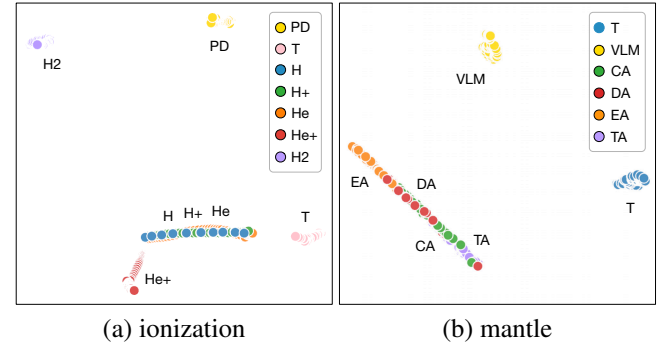 PD
H2
PD
T
H
H+
He
He+
H2
H
H+
He
T
He+
T
VLM
CA
DA
EA
TA
VLM
EA
DA
T
CA
TA
(a) ionization
(b) mantle